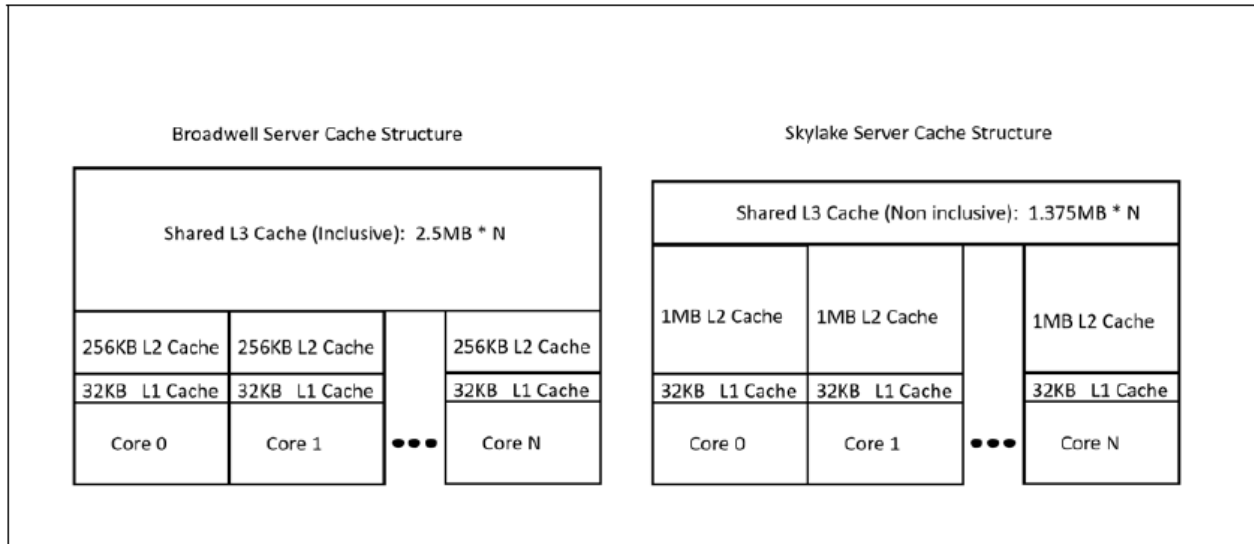 Broadwell Server Cache Structure
Shared L3 Cache (Inclusive): 2.5MB * N
256KB L2 Cache 256KB L2 Cache 256KB L2 Cache
32KB L1 Cache 32KB L1 Cache 32KB L1 Cache
Core 0 Core 1 ●●● Core N
Skylake Server Cache Structure
Shared L3 Cache (Non inclusive): 1.375MB * N
1MB L2 Cache 1MB L2 Cache 1MB L2 Cache
32KB L1 Cache 32KB L1 Cache 32KB L1 Cache
Core 0 Core 1 ●●● Core N